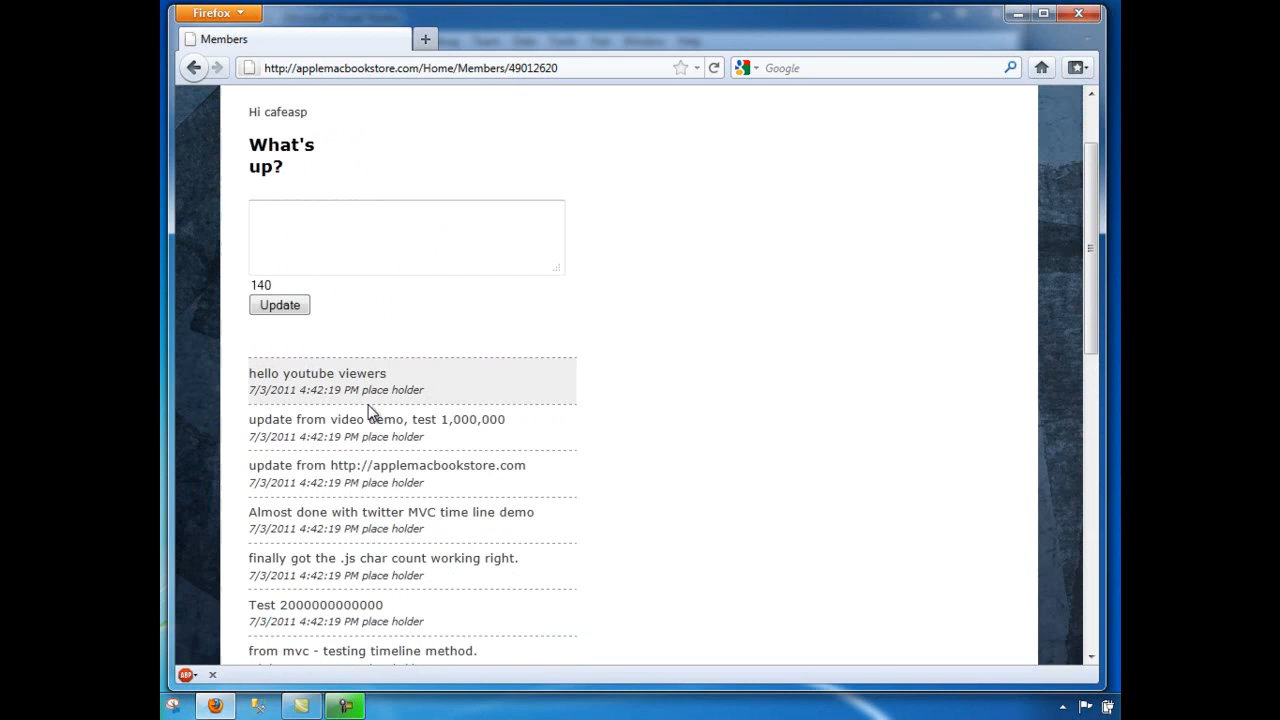 Firefox
Members
http://applemacbookstore.com/Home/Members/49012620
Google
Hi cafeasp
What's
up?
140
Update
hello youtube viewers
7/3/2011 4:42:19 PM place holder
update from video demo, test 1,000,000
7/3/2011 4:42:19 PM place holder
update from http://applemacbookstore.com
7/3/2011 4:42:19 PM place holder
Almost done with twitter MVC time line demo
7/3/2011 4:42:19 PM place holder
finally got the .js char count working right.
7/3/2011 4:42:19 PM place holder
Test 2000000000000
7/3/2011 4:42:19 PM place holder
from mvc - testing timeline method.
ABP